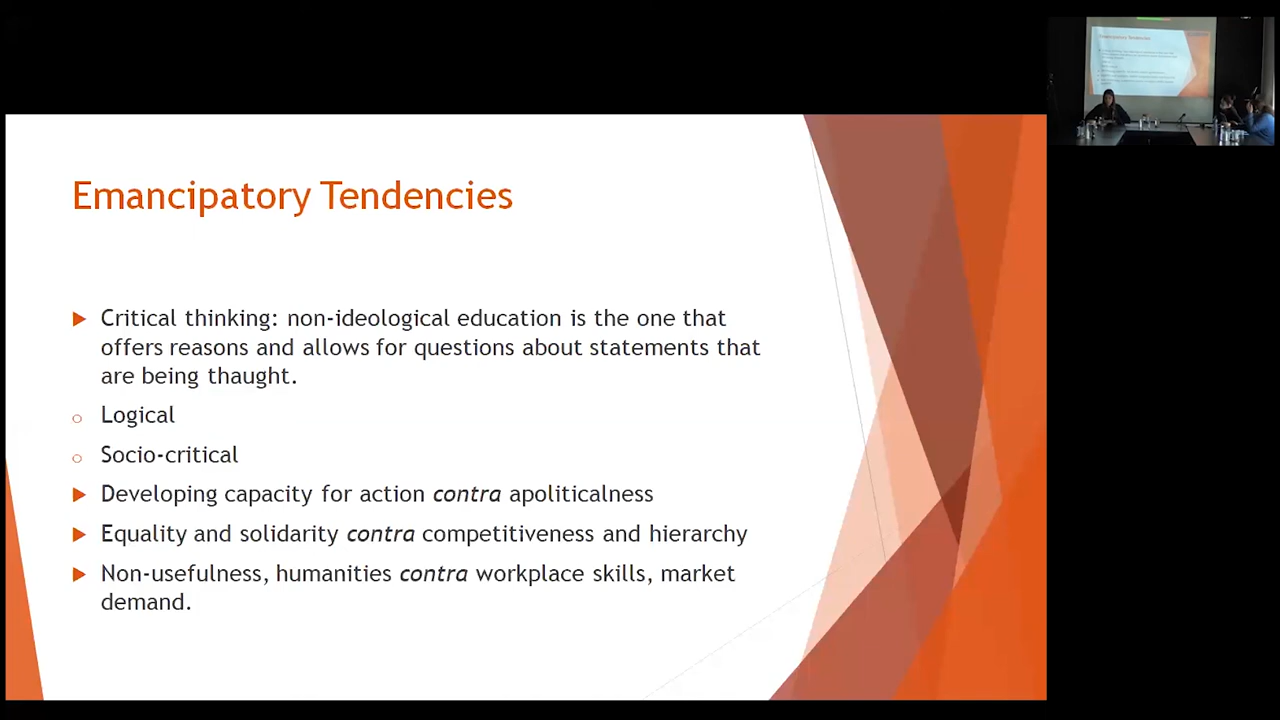 Emancipatory Tendencies
Critical thinking: non-ideological education is the one that
offers reasons and allows for questions about statements that
are being thaught.
Logical
Socio-critical
Developing capacity for action contra apoliticalness
Equality and solidarity contra competitiveness and hierarchy
Non-usefulness, humanities contra workplace skills, market
demand.